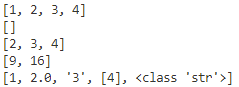 [1, 2, 3, 4]
[]
[2, 3, 4]
[9, 16]
[1, 2.0, '3', [4], <class 'str'>]